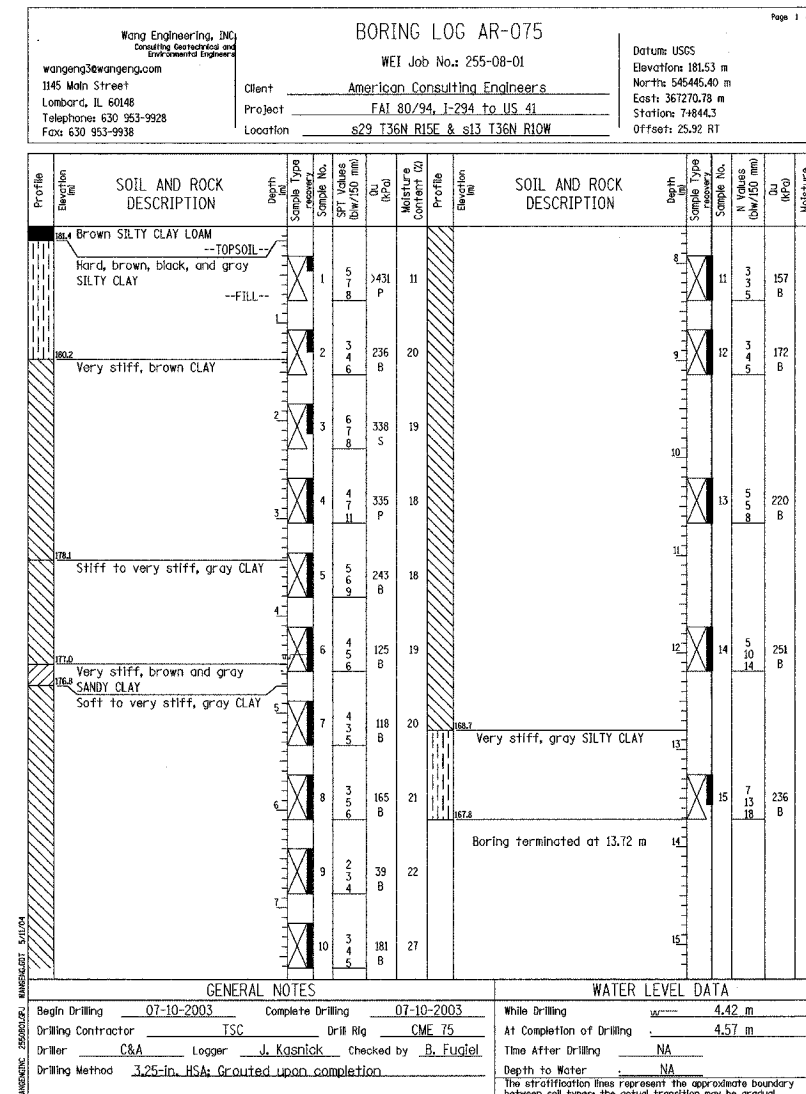 Page 1
Wang Engineering, INC.
Consulting Geotechnical and
Environmental Engineers
wangeng3@wangeng.com
1145 Main Street
Lombard, IL 60148
Telephone: 630 953-9928
Fax: 630 953-9938
BORING LOG AR-075
WEI Job No.: 255-08-01
Client American Consulting Engineers
Project FAI 80/94, I-294 to US 41
Location s29 T36N R15E & s13 T36N R10W
Datum: USGS
Elevation: 181.53 m
North: 545445.40 m
East: 367270.78 m
Station: 7+844.3
Offset: 25.92 RT
Profile
Elevation (m)
SOIL AND ROCK DESCRIPTION
Depth (m)
Sample Type
recovery
Sample No.
SPT Values (blw/150 mm)
Qu (kPa)
Moisture Content (%)
Profile
Elevation (m)
SOIL AND ROCK DESCRIPTION
Depth (m)
Sample Type
recovery
Sample No.
N Values (blw/150 mm)
Qu (kPa)
Moisture
181.4 Brown SILTY CLAY LOAM
--TOPSOIL--
Hard, brown, black, and gray
SILTY CLAY
--FILL--
1 5 7 8 >431 P 11
1
2 3 4 6 236 B 20
180.2
Very stiff, brown CLAY
2
3 6 7 8 338 S 19
4 4 7 11 335 P 18
3
178.1
Stiff to very stiff, gray CLAY
5 5 6 9 243 B 18
4
6 4 5 6 125 B 19
177.0
Very stiff, brown and gray
176.8 SANDY CLAY
Soft to very stiff, gray CLAY
5
7 4 3 5 118 B 20
8 3 5 6 165 B 21
6
9 2 3 4 39 B 22
7
10 3 4 5 181 B 27
8
11 3 3 5 157 B
9
12 3 4 5 172 B
10
13 5 5 8 220 B
11
12
14 5 10 14 251 B
168.7
Very stiff, gray SILTY CLAY
13
15 7 13 18 236 B
167.8
Boring terminated at 13.72 m
14
15
GENERAL NOTES
Begin Drilling 07-10-2003 Complete Drilling 07-10-2003
Drilling Contractor TSC Drill Rig CME 75
Driller C&A Logger J. Kasnick Checked by B. Fugiel
Drilling Method 3.25-in. HSA; Grouted upon completion
WATER LEVEL DATA
While Drilling 4.42 m
At Completion of Drilling 4.57 m
Time After Drilling NA
Depth to Water NA
The stratification lines represent the approximate boundary
between soil types; the actual transition may be gradual.
WANGENG.GDT 5/11/04